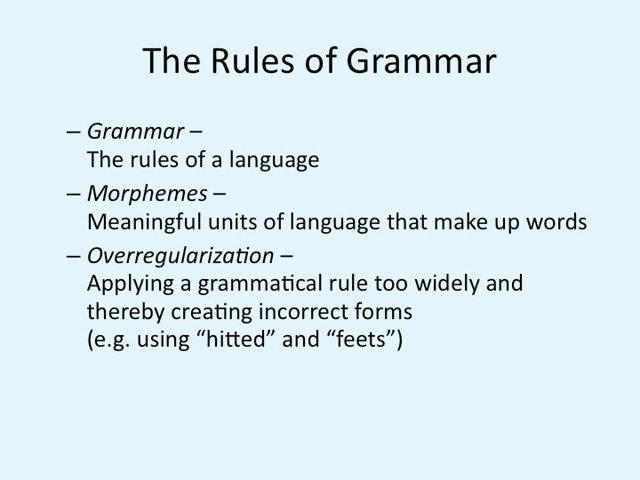 The Rules of Grammar
– Grammar –
The rules of a language
– Morphemes –
Meaningful units of language that make up words
– Overregularization –
Applying a grammatical rule too widely and
thereby creating incorrect forms
(e.g. using “hitted” and “feets”)